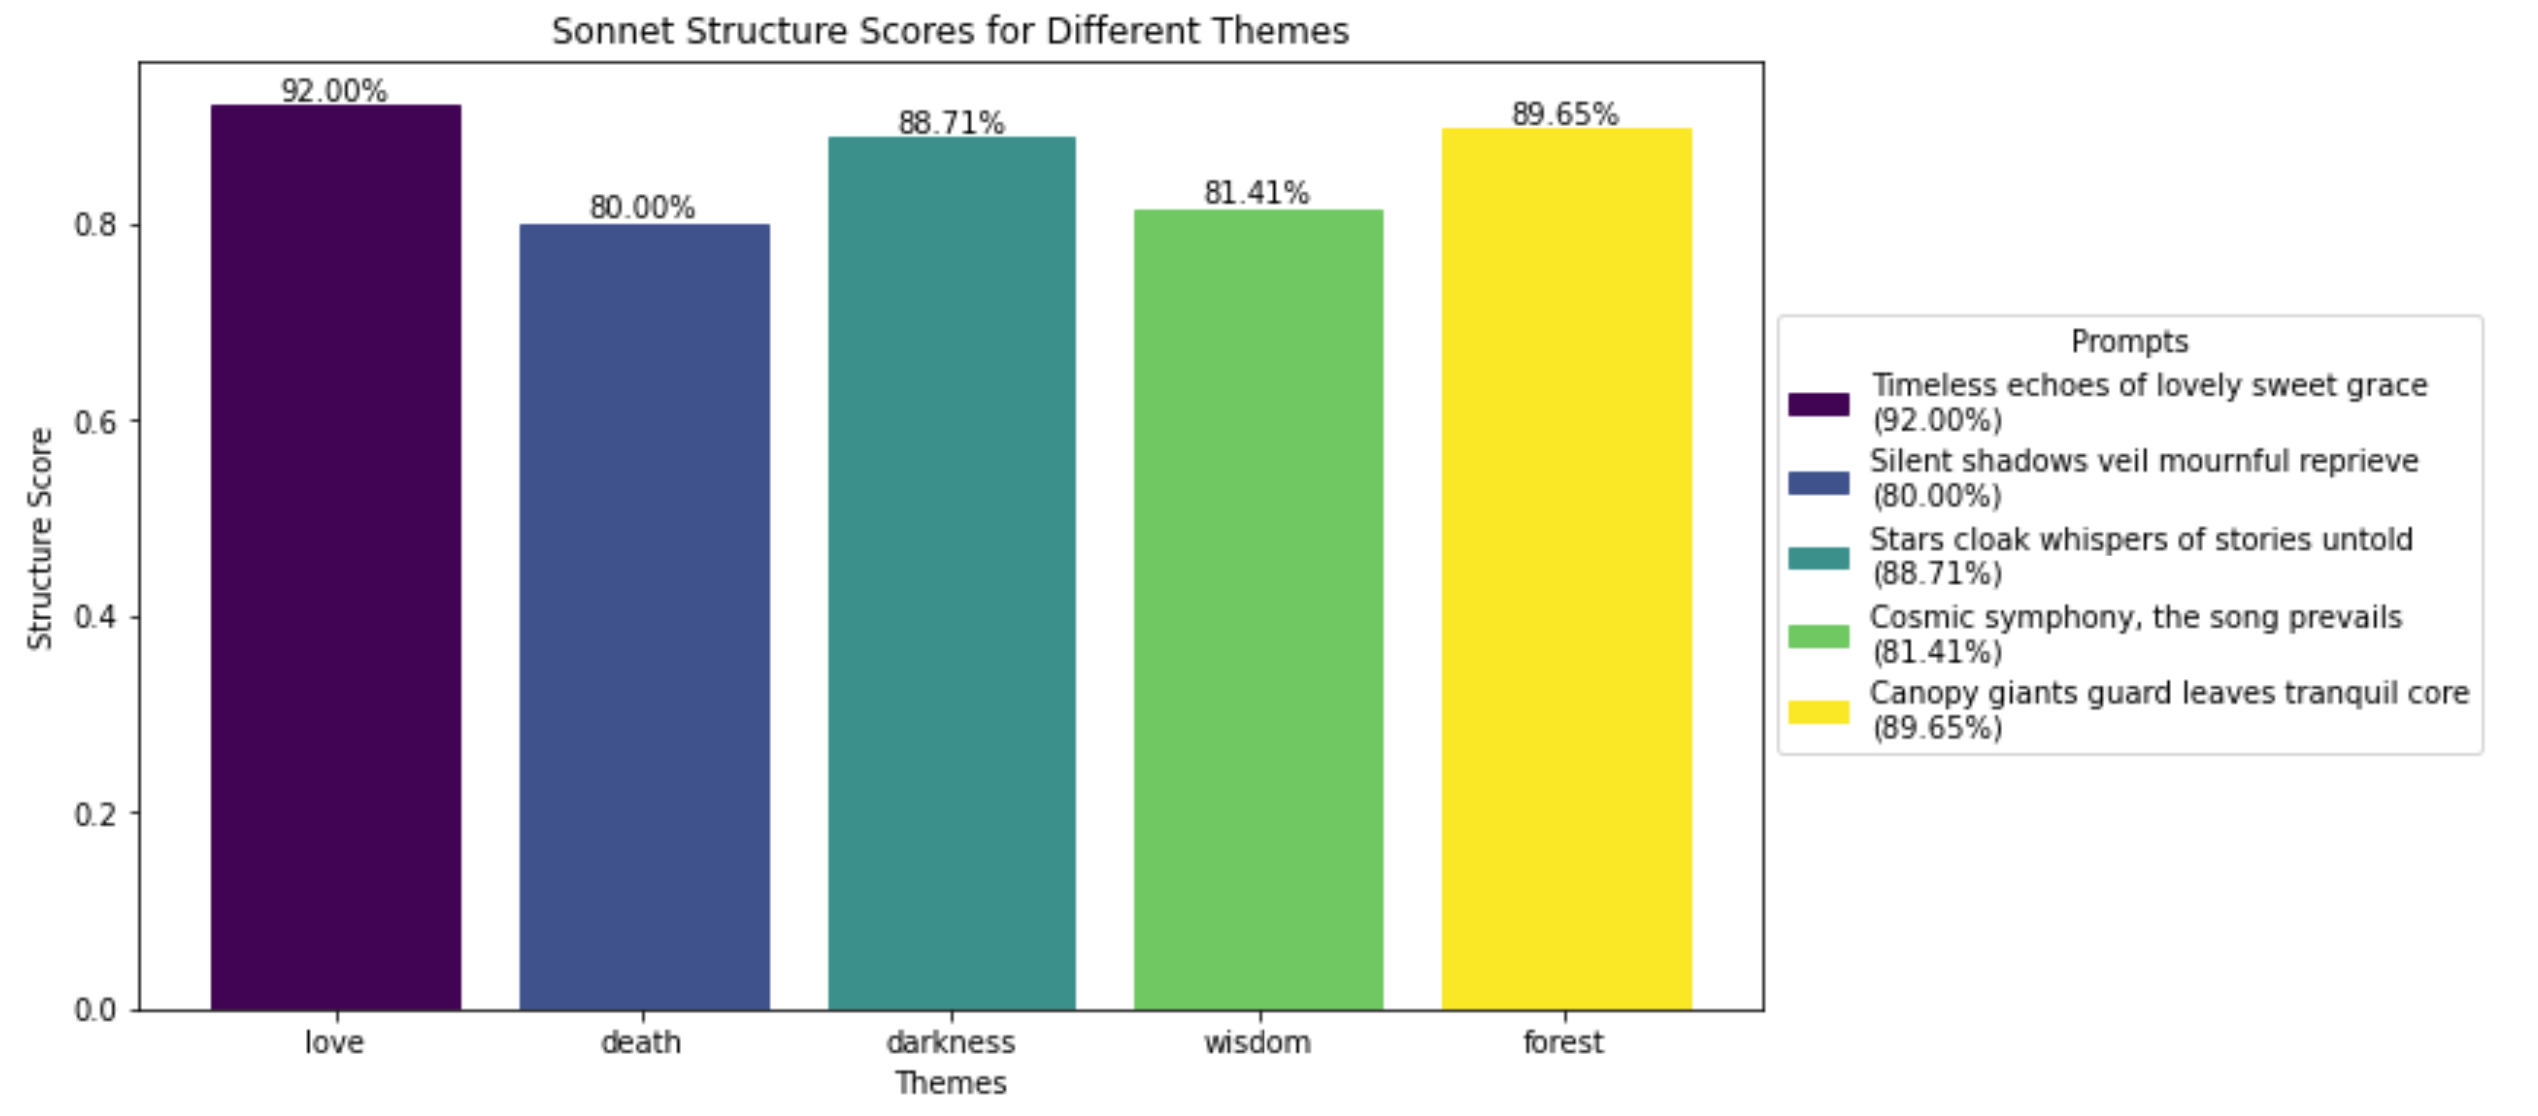 Sonnet Structure Scores for Different Themes
92.00%
80.00%
88.71%
81.41%
89.65%
Structure Score
0.8
0.6
0.4
0.2
0.0
love
death
darkness
wisdom
forest
Themes
Prompts
Timeless echoes of lovely sweet grace
(92.00%)
Silent shadows veil mournful reprieve
(80.00%)
Stars cloak whispers of stories untold
(88.71%)
Cosmic symphony, the song prevails
(81.41%)
Canopy giants guard leaves tranquil core
(89.65%)